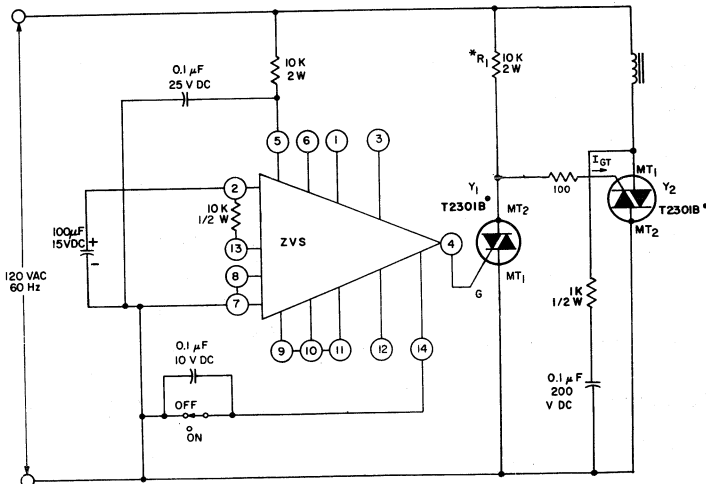 120 VAC
60 Hz
0.1 µF
25 V DC
10 K
2 W
*R1
10 K
2 W
5
6
1
3
2
10 K
1/2 W
13
8
7
ZVS
4
G
100µF
15VDC
+
-
9
10
11
12
14
0.1 µF
10 V DC
OFF
ON
Y1
T2301B•
MT2
MT1
100
IGT
MT1
Y2
T2301B•
MT2
1K
1/2 W
0.1 µF
200
V DC